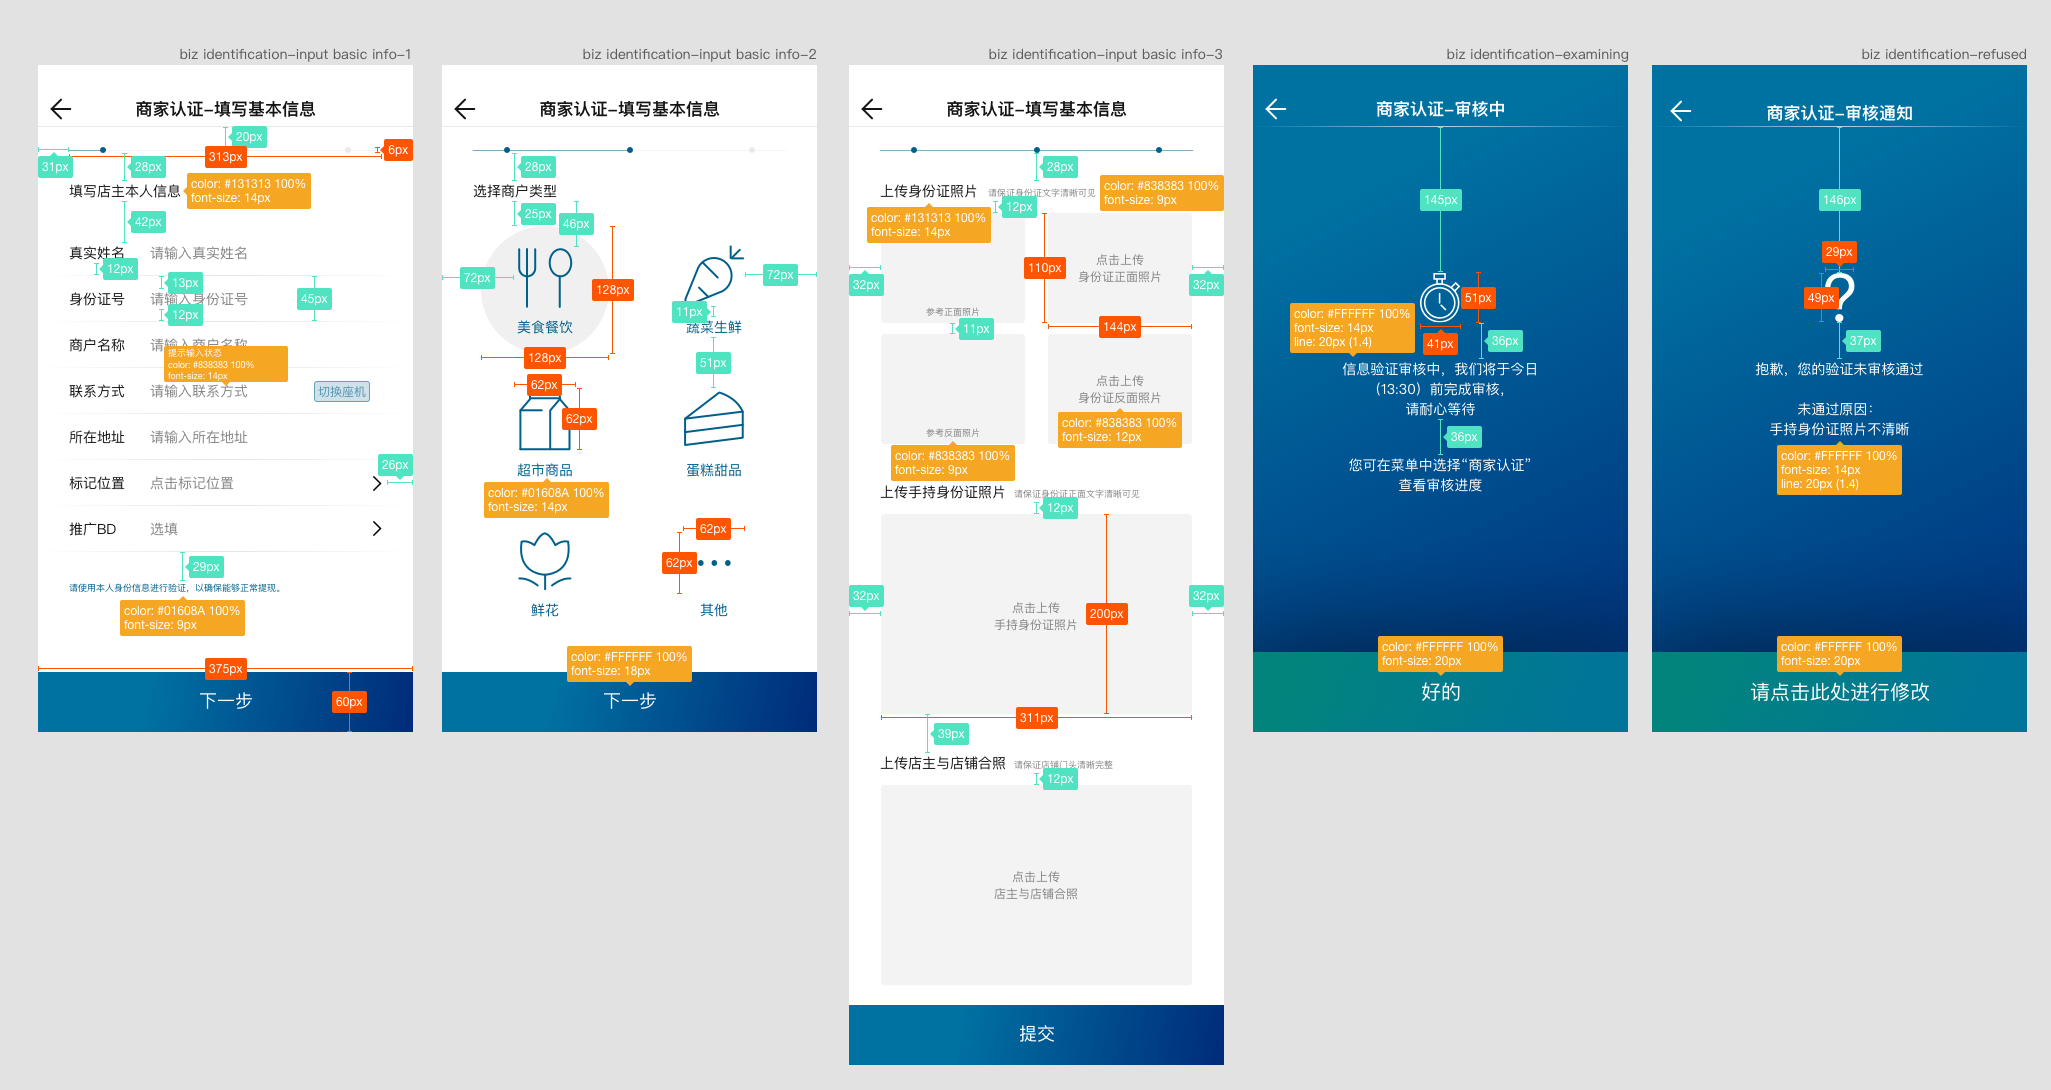 biz identification-input basic info-1
商家认证-填写基本信息
20px
313px
6px
31px
28px
填写店主本人信息
color: #131313 100%
font-size: 14px
42px
真实姓名
请输入真实姓名
12px
13px
身份证号
请输入身份证号
45px
12px
商户名称
请输入商户名称
提示输入状态
color: #838383 100%
font-size: 14px
联系方式
请输入联系方式
切换座机
所在地址
请输入所在地址
26px
标记位置
点击标记位置
推广BD
选填
29px
请使用本人身份信息进行验证，以确保能够正常提现。
color: #01608A 100%
font-size: 9px
375px
下一步
60px
biz identification-input basic info-2
商家认证-填写基本信息
28px
选择商户类型
25px
46px
72px
128px
72px
11px
美食餐饮
蔬菜生鲜
128px
51px
62px
62px
超市商品
蛋糕甜品
color: #01608A 100%
font-size: 14px
62px
62px
鲜花
其他
color: #FFFFFF 100%
font-size: 18px
下一步
biz identification-input basic info-3
商家认证-填写基本信息
28px
上传身份证照片
请保证身份证文字清晰可见
color: #838383 100%
font-size: 9px
12px
color: #131313 100%
font-size: 14px
110px
点击上传
身份证正面照片
32px
32px
参考正面照片
11px
144px
点击上传
身份证反面照片
color: #838383 100%
font-size: 12px
参考反面照片
color: #838383 100%
font-size: 9px
上传手持身份证照片
请保证身份证正面文字清晰可见
12px
32px
32px
点击上传
手持身份证照片
200px
311px
39px
上传店主与店铺合照
请保证店铺门头清晰完整
12px
点击上传
店主与店铺合照
提交
biz identification-examining
商家认证-审核中
145px
51px
color: #FFFFFF 100%
font-size: 14px
line: 20px (1.4)
41px
36px
信息验证审核中，我们将于今日
（13:30）前完成审核，
请耐心等待
36px
您可在菜单中选择“商家认证”
查看审核进度
color: #FFFFFF 100%
font-size: 20px
好的
biz identification-refused
商家认证-审核通知
146px
29px
49px
?
37px
抱歉，您的验证未审核通过
未通过原因：
手持身份证照片不清晰
color: #FFFFFF 100%
font-size: 14px
line: 20px (1.4)
color: #FFFFFF 100%
font-size: 20px
请点击此处进行修改